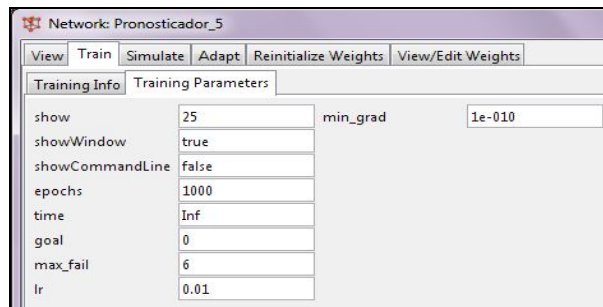 Network: Pronosticador_5
View Train Simulate Adapt Reinitialize Weights View/Edit Weights
Training Info Training Parameters
show 25 min_grad 1e-010
showWindow true
showCommandLine false
epochs 1000
time Inf
goal 0
max_fail 6
lr 0.01